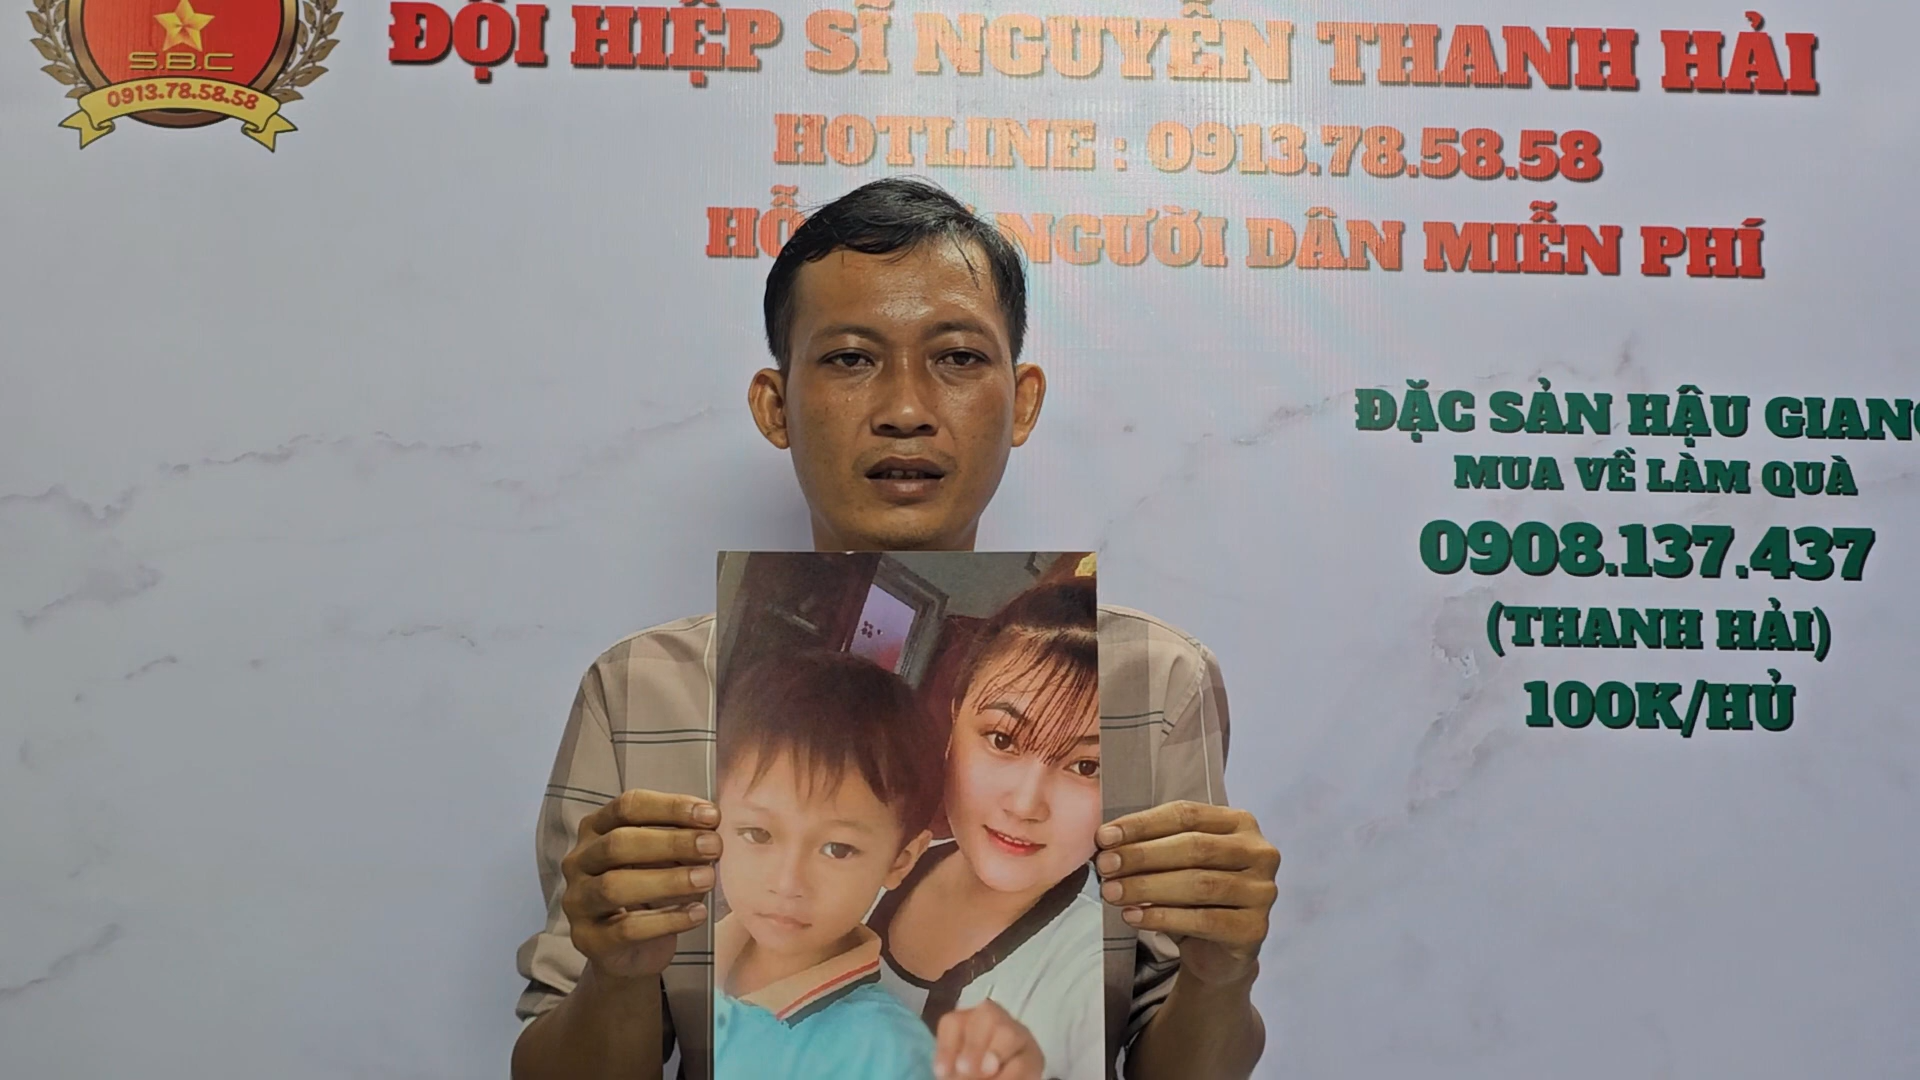 S.B.C
0913.78.58.58
ĐỘI HIỆP SĨ NGUYỄN THANH HẢI
HOTLINE : 0913.78.58.58
NGƯỜI DÂN MIỄN PHÍ
ĐẶC SẢN HẬU GIANG
MUA VỀ LÀM QUÀ
0908.137.437
(THANH HẢI)
100K/HỦ